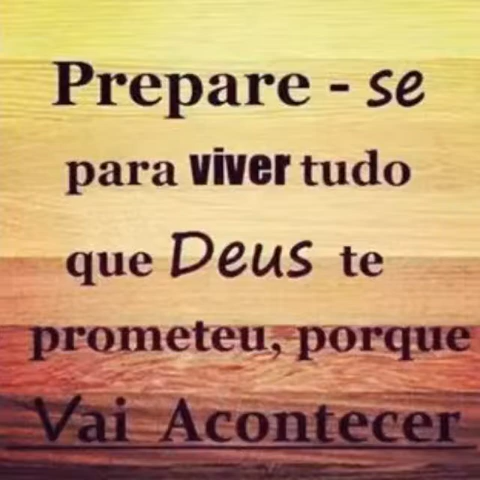 Prepare - se
para viver tudo
que Deus te
prometeu, porque
Vai Acontecer